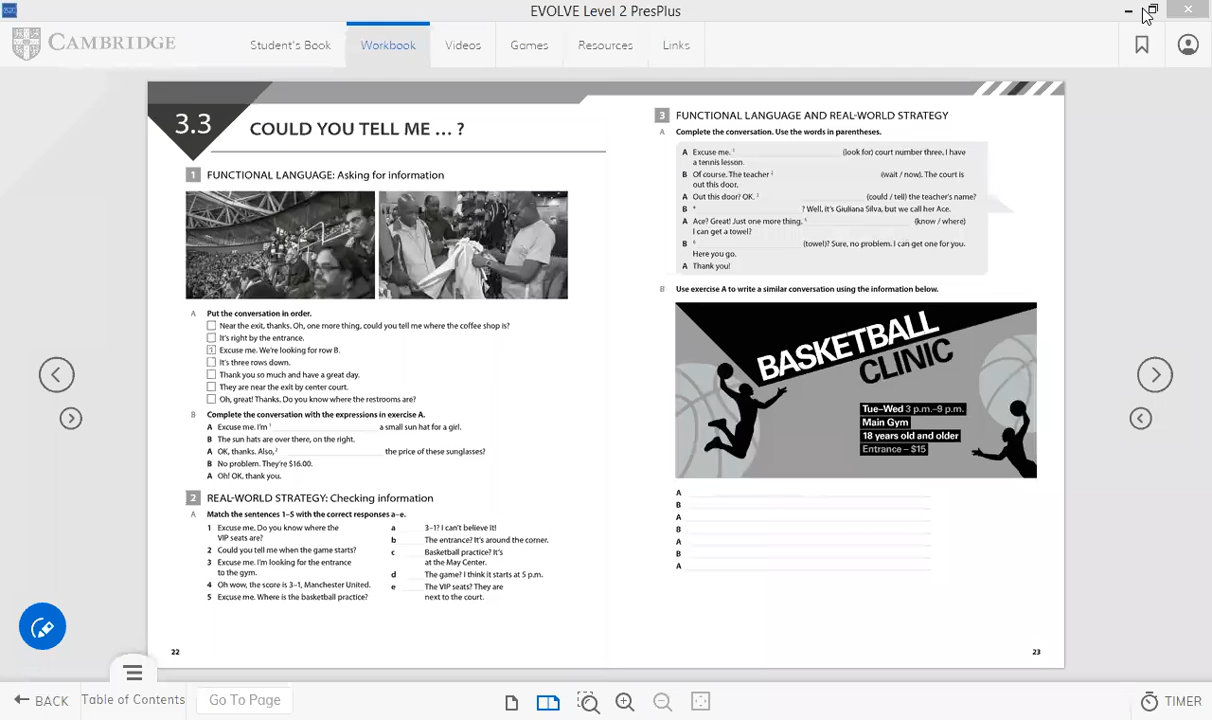 EVOLVE Level 2 PresPlus
CAMBRIDGE
Student's Book
Workbook
Videos
Games
Resources
Links
3.3
COULD YOU TELL ME ... ?
1 FUNCTIONAL LANGUAGE: Asking for information
A Put the conversation in order.
Near the exit, thanks. Oh, one more thing, could you tell me where the coffee shop is?
It's right by the entrance.
1 Excuse me. We're looking for row B.
It's three rows down.
Thank you so much and have a great day.
They are near the exit by center court.
Oh, great! Thanks. Do you know where the restrooms are?
B Complete the conversation with the expressions in exercise A.
A Excuse me. I'm 1 a small sun hat for a girl.
B The sun hats are over there, on the right.
A OK, thanks. Also, 2 the price of these sunglasses?
B No problem. They're $16.00.
A Oh! OK, thank you.
2 REAL-WORLD STRATEGY: Checking information
A Match the sentences 1–5 with the correct responses a–e.
1 Excuse me. Do you know where the
VIP seats are?
2 Could you tell me when the game starts?
3 Excuse me. I'm looking for the entrance
to the gym.
4 Oh wow, the score is 3–1, Manchester United.
5 Excuse me. Where is the basketball practice?
a 3–1? I can't believe it!
b The entrance? It's around the corner.
c Basketball practice? It's
at the May Center.
d The game? I think it starts at 5 p.m.
e The VIP seats? They are
next to the court.
22
3 FUNCTIONAL LANGUAGE AND REAL-WORLD STRATEGY
A Complete the conversation. Use the words in parentheses.
A Excuse me. 1 (look for) court number three. I have
a tennis lesson.
B Of course. The teacher 2 (wait / now). The court is
out this door.
A Out this door? OK. 3 (could / tell) the teacher's name?
B 4 ? Well, it's Giuliana Silva, but we call her Ace.
A Ace? Great! Just one more thing, 5 (know / where)
I can get a towel?
B 6 (towel)? Sure, no problem. I can get one for you.
Here you go.
A Thank you!
B Use exercise A to write a similar conversation using the information below.
BASKETBALL
CLINIC
Tue–Wed 3 p.m.–9 p.m.
Main Gym
18 years old and older
Entrance – $15
A
B
A
B
A
B
A
23
BACK
Table of Contents
Go To Page
TIMER